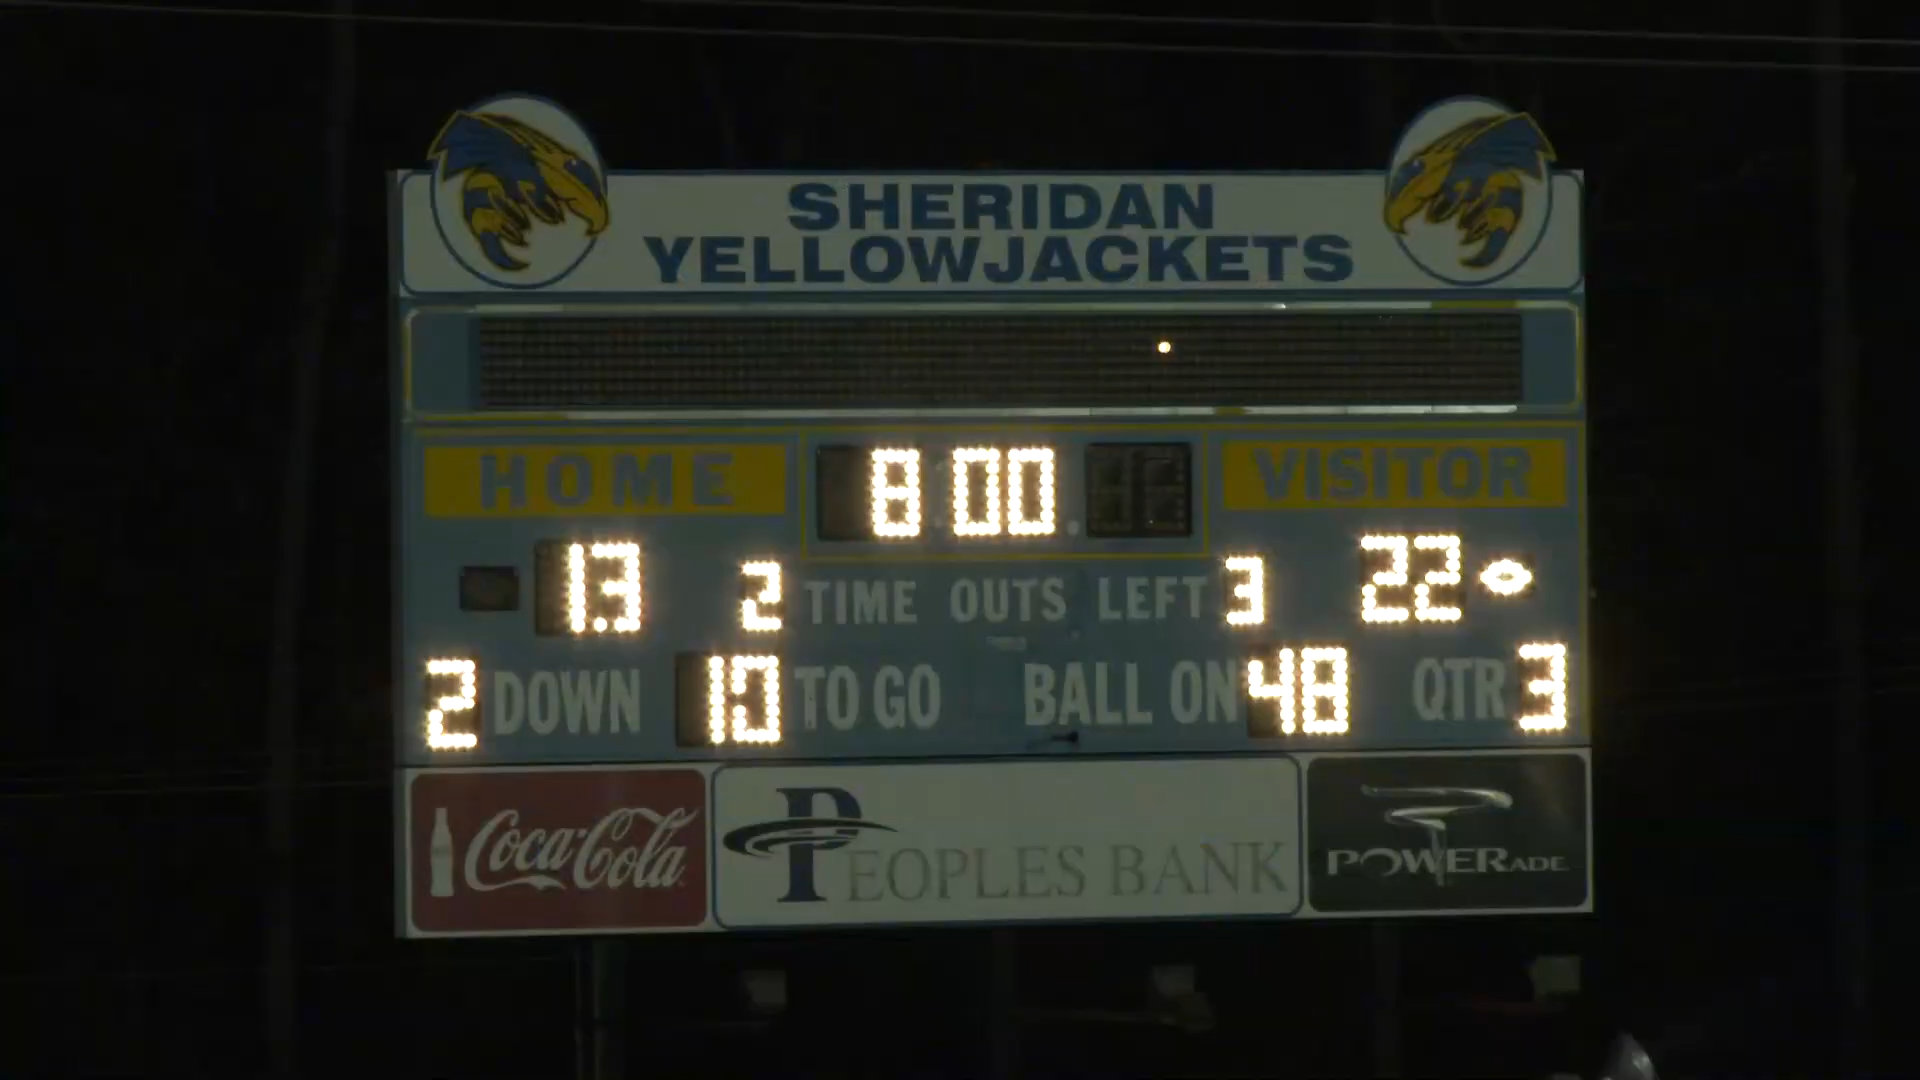 SHERIDAN
YELLOWJACKETS
HOME 8:00 VISITOR
13 2 TIME OUTS LEFT 3 22
2 DOWN 10 TO GO BALL ON 48 QTR 3
Coca-Cola PEOPLES BANK POWERADE